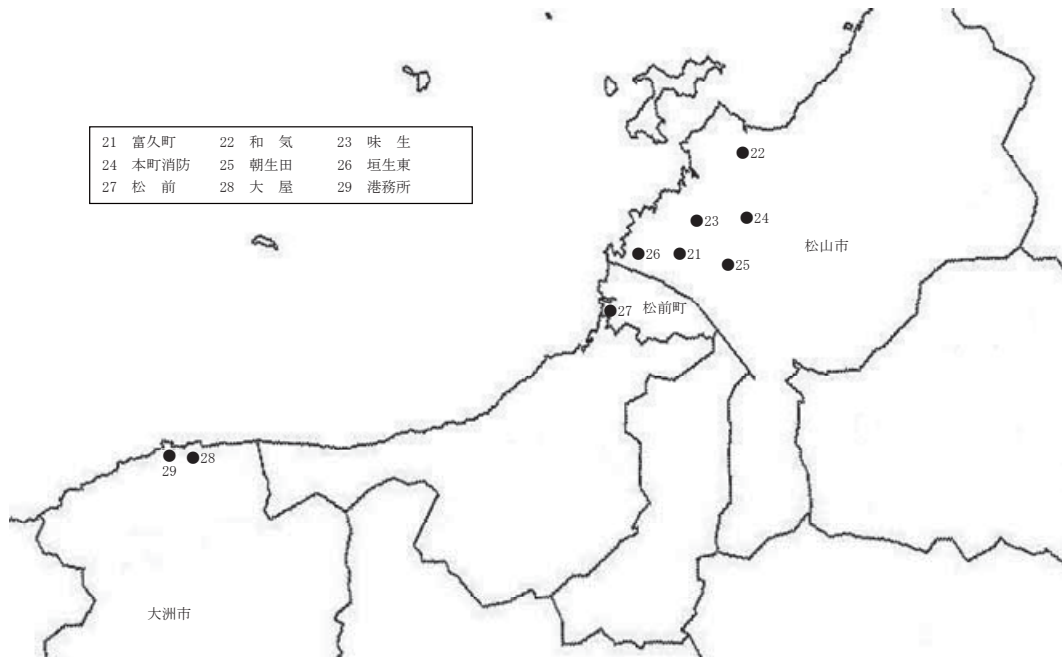 21 富久町 22 和 気 23 味 生
24 本町消防 25 朝生田 26 垣生東
27 松 前 28 大 屋 29 港務所
22
23
24
松山市
26
21
25
27
松前町
29
28
大洲市